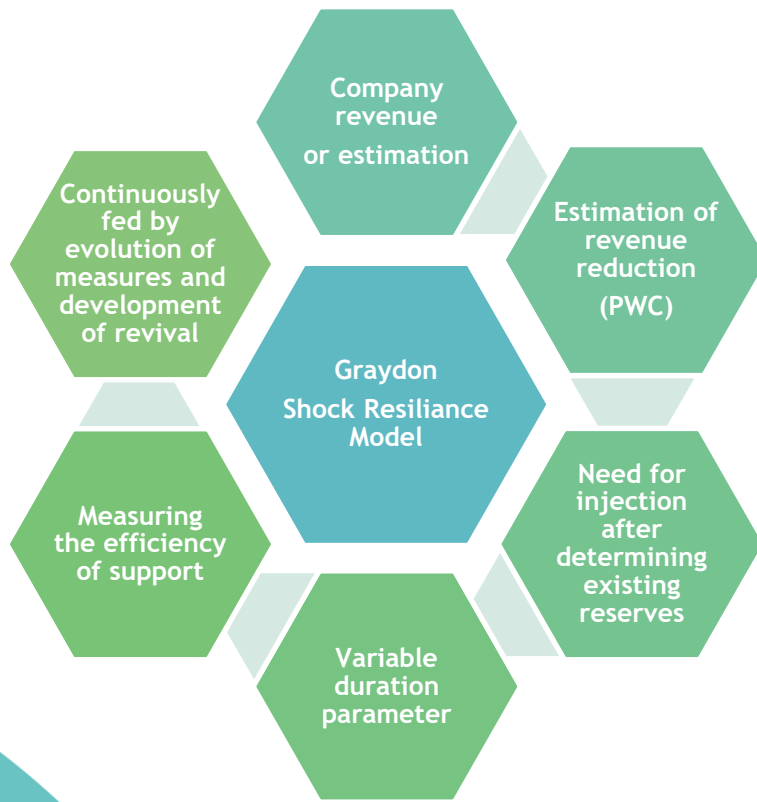 Company
revenue
or estimation
Estimation of
revenue
reduction
(PWC)
Need for
injection
after
determining
existing
reserves
Variable
duration
parameter
Measuring
the efficiency
of support
Continuously
fed by
evolution of
measures and
development
of revival
Graydon
Shock Resiliance
Model